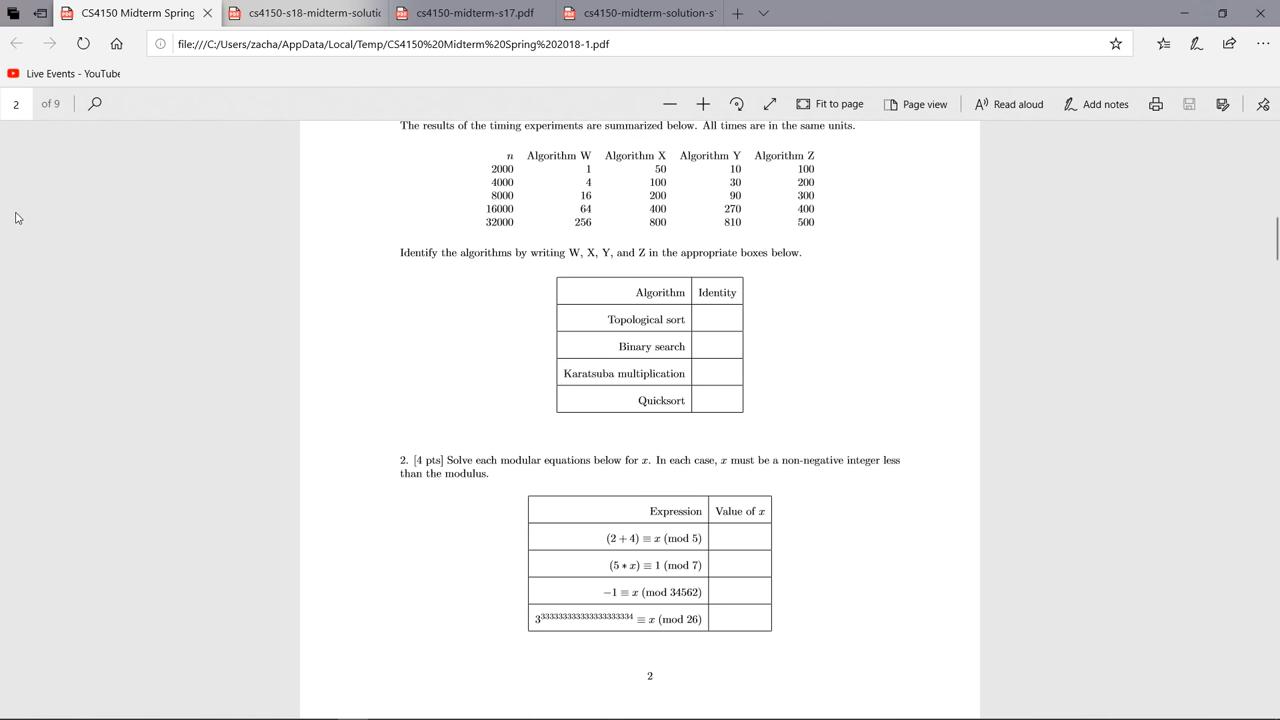 CS4150 Midterm Spring
cs4150-s18-midterm-solutic
cs4150-midterm-s17.pdf
cs4150-midterm-solution-s
file:///C:/Users/zacha/AppData/Local/Temp/CS4150%20Midterm%20Spring%202018-1.pdf
Live Events - YouTube
2 of 9 Fit to page Page view Read aloud Add notes
The results of the timing experiments are summarized below. All times are in the same units.
n Algorithm W Algorithm X Algorithm Y Algorithm Z
2000 1 50 10 100
4000 4 100 30 200
8000 16 200 90 300
16000 64 400 270 400
32000 256 800 810 500
Identify the algorithms by writing W, X, Y, and Z in the appropriate boxes below.
Algorithm Identity
Topological sort
Binary search
Karatsuba multiplication
Quicksort
2. [4 pts] Solve each modular equations below for x. In each case, x must be a non-negative integer less
than the modulus.
Expression Value of x
(2 + 4) ≡ x (mod 5)
(5 ∗ x) ≡ 1 (mod 7)
−1 ≡ x (mod 34562)
≡ x (mod 26)
2